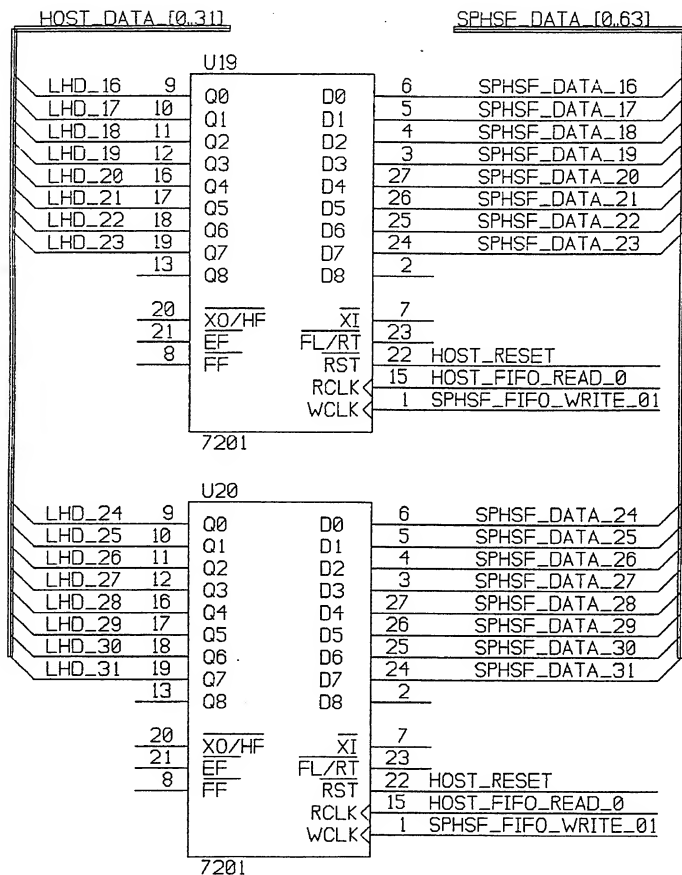 HOST_DATA_[0..31] SPHSF_DATA_[0..63]
U19
LHD_16 9 Q0 D0 6 SPHSF_DATA_16
LHD_17 10 Q1 D1 5 SPHSF_DATA_17
LHD_18 11 Q2 D2 4 SPHSF_DATA_18
LHD_19 12 Q3 D3 3 SPHSF_DATA_19
LHD_20 16 Q4 D4 27 SPHSF_DATA_20
LHD_21 17 Q5 D5 26 SPHSF_DATA_21
LHD_22 18 Q6 D6 25 SPHSF_DATA_22
LHD_23 19 Q7 D7 24 SPHSF_DATA_23
13 Q8 D8 2
20 XO/HF XI 7
21 EF FL/RT 23
8 FF RST 22 HOST_RESET
RCLK 15 HOST_FIFO_READ_0
WCLK 1 SPHSF_FIFO_WRITE_01
7201
U20
LHD_24 9 Q0 D0 6 SPHSF_DATA_24
LHD_25 10 Q1 D1 5 SPHSF_DATA_25
LHD_26 11 Q2 D2 4 SPHSF_DATA_26
LHD_27 12 Q3 D3 3 SPHSF_DATA_27
LHD_28 16 Q4 D4 27 SPHSF_DATA_28
LHD_29 17 Q5 D5 26 SPHSF_DATA_29
LHD_30 18 Q6 D6 25 SPHSF_DATA_30
LHD_31 19 Q7 D7 24 SPHSF_DATA_31
13 Q8 D8 2
20 XO/HF XI 7
21 EF FL/RT 23
8 FF RST 22 HOST_RESET
RCLK 15 HOST_FIFO_READ_0
WCLK 1 SPHSF_FIFO_WRITE_01
7201